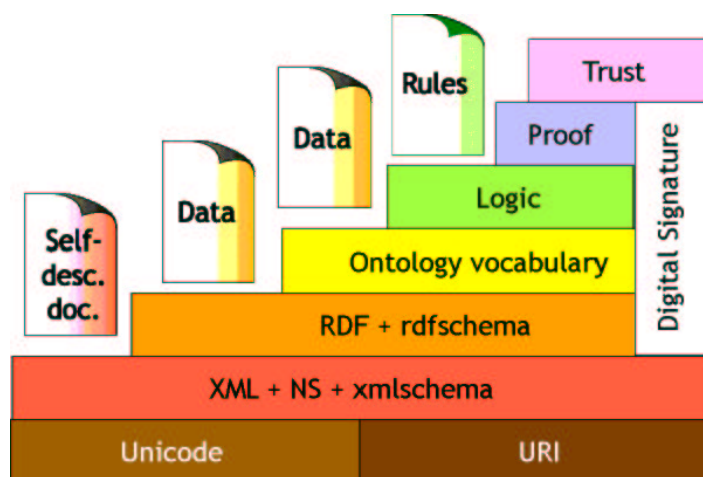 Rules
Trust
Data
Proof
Data
Logic
Self-
desc.
doc.
Ontology vocabulary
Digital Signature
RDF + rdfschema
XML + NS + xmlschema
Unicode
URI